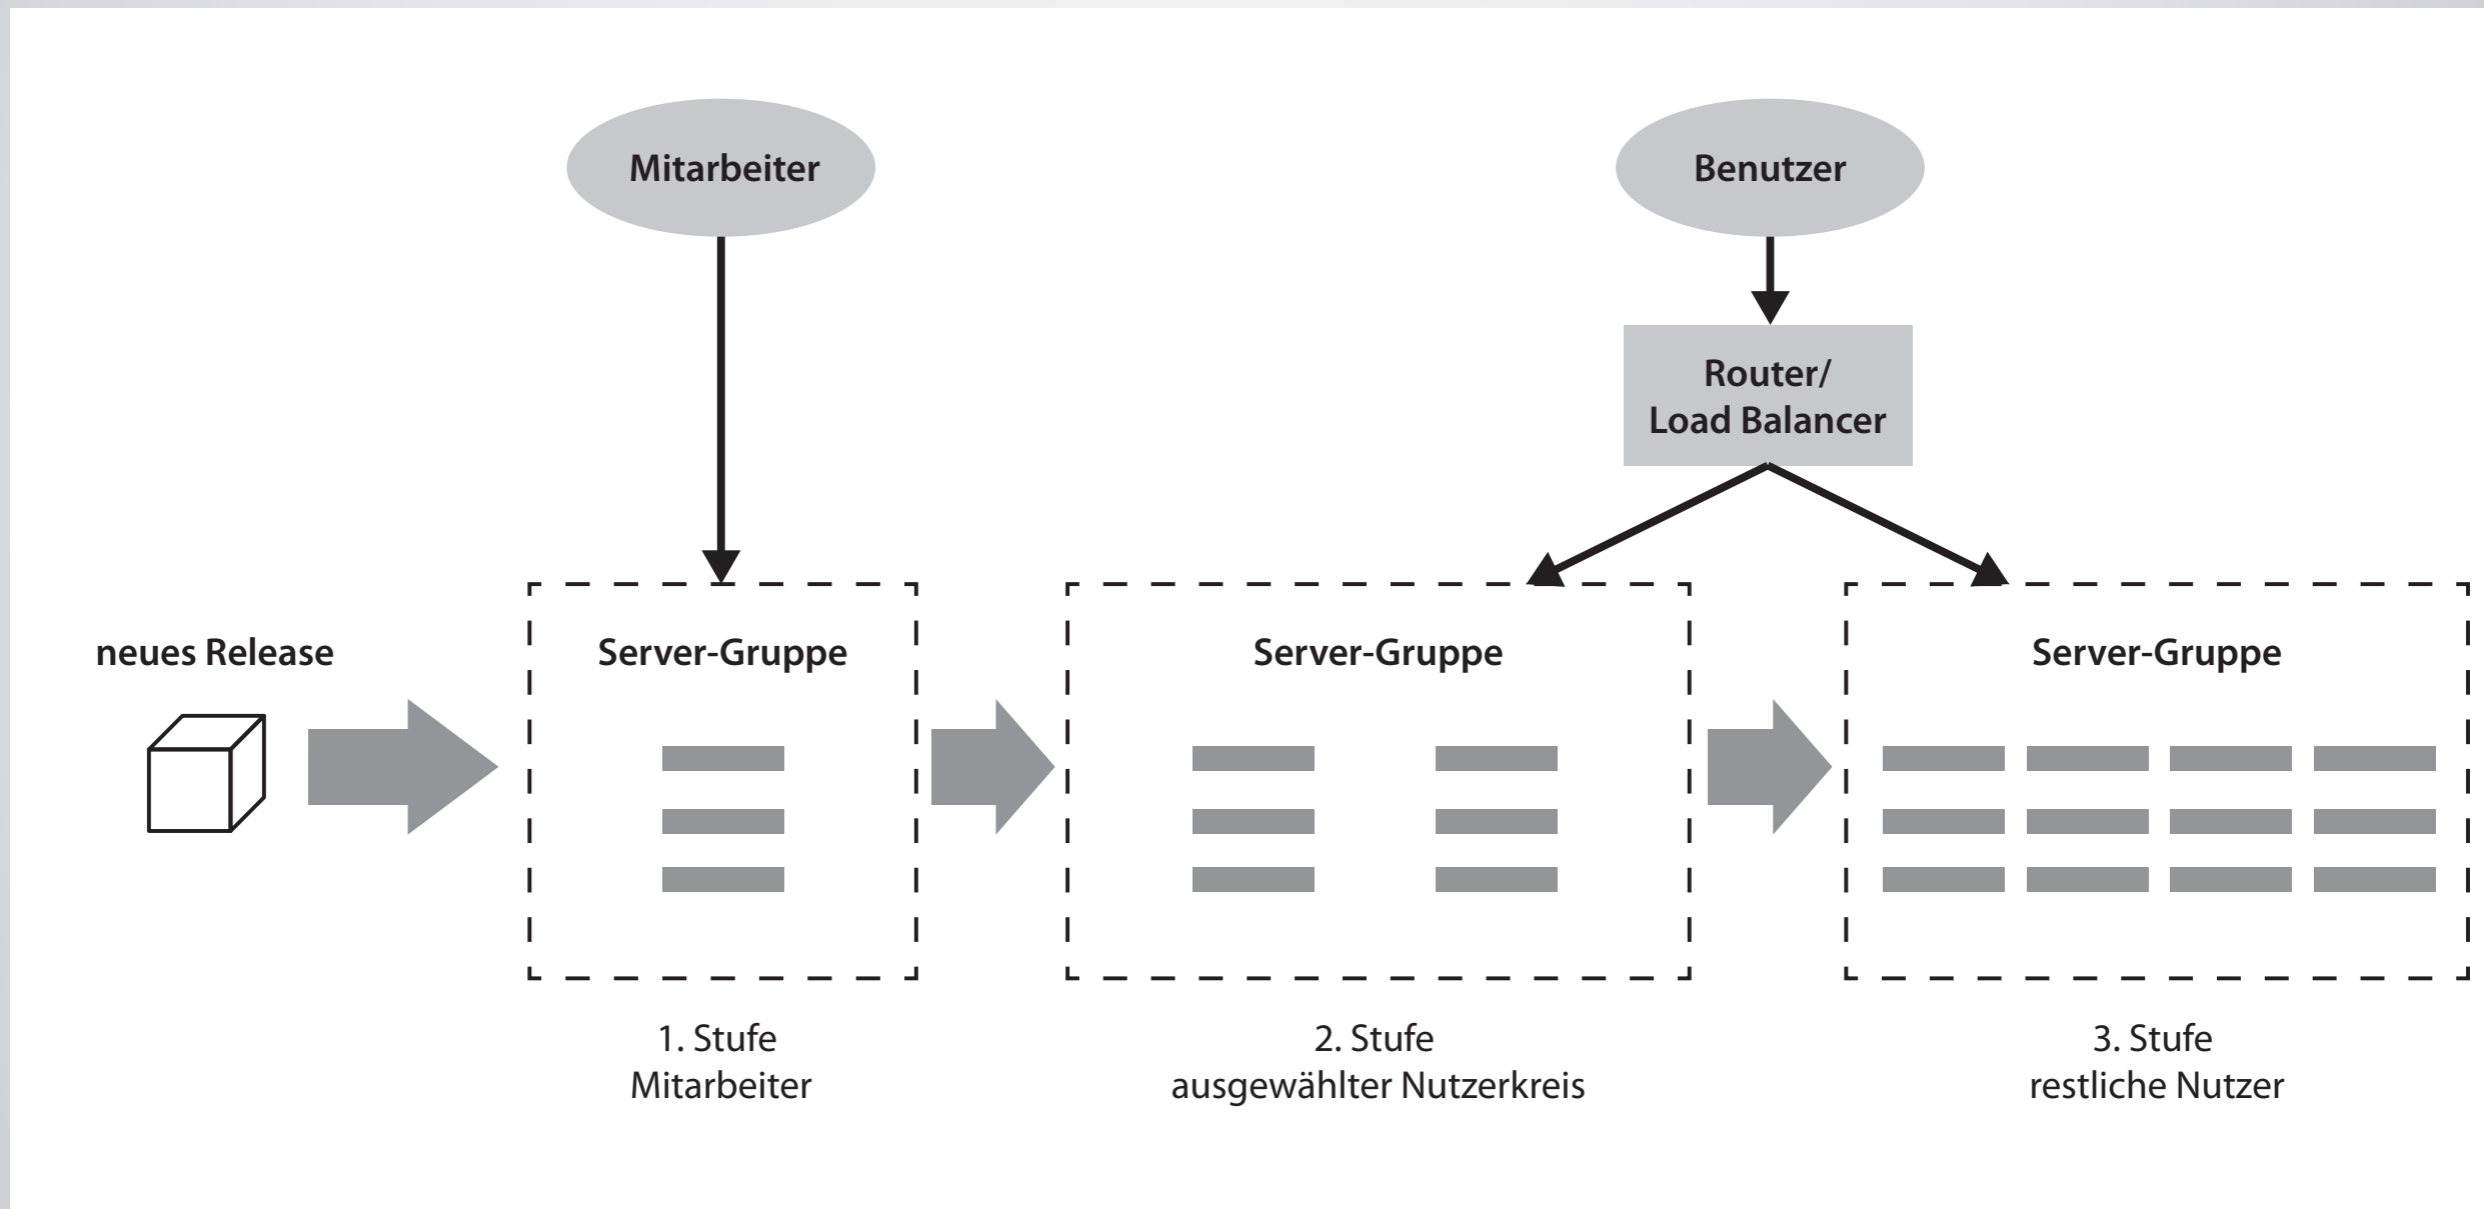 Mitarbeiter
Benutzer
Router/
Load Balancer
neues Release
Server-Gruppe
Server-Gruppe
Server-Gruppe
1. Stufe
Mitarbeiter
2. Stufe
ausgewählter Nutzerkreis
3. Stufe
restliche Nutzer